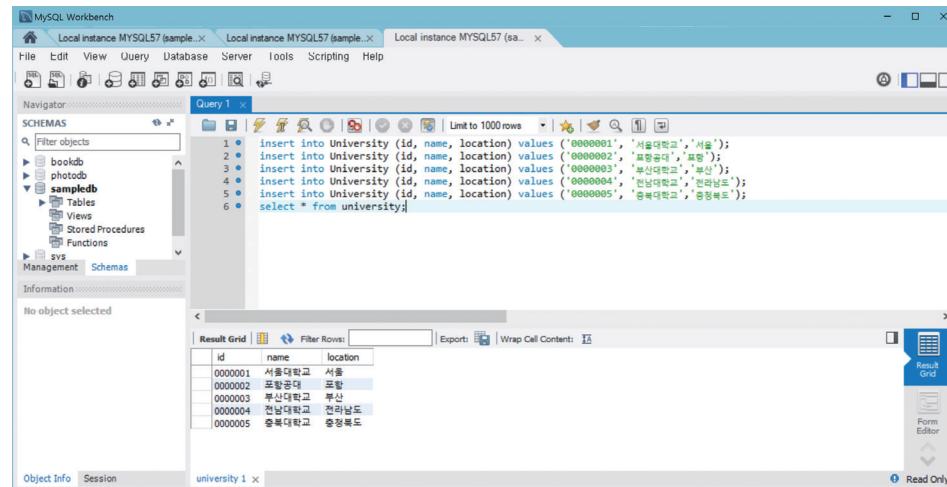 MySQL Workbench
Local instance MYSQL57 (sample..× Local instance MYSQL57 (sample..× Local instance MYSQL57 (sa... ×
File Edit View Query Database Server Tools Scripting Help
Navigator
SCHEMAS
Filter objects
bookdb
photodb
sampledb
Tables
Views
Stored Procedures
Functions
sys
Management Schemas
Information
No object selected
Object Info Session
Query 1 ×
Limit to 1000 rows
1 insert into University (id, name, location) values ('0000001', '서울대학교','서울');
2 insert into University (id, name, location) values ('0000002', '포항공대','포항');
3 insert into University (id, name, location) values ('0000003', '부산대학교','부산');
4 insert into University (id, name, location) values ('0000004', '전남대학교','전라남도');
5 insert into University (id, name, location) values ('0000005', '충북대학교','충청북도');
6 select * from university;
Result Grid Filter Rows: Export: Wrap Cell Content:
id name location
0000001 서울대학교 서울
0000002 포항공대 포항
0000003 부산대학교 부산
0000004 전남대학교 전라남도
0000005 충북대학교 충청북도
Result
Grid
Form
Editor
university 1 ×
Read Only